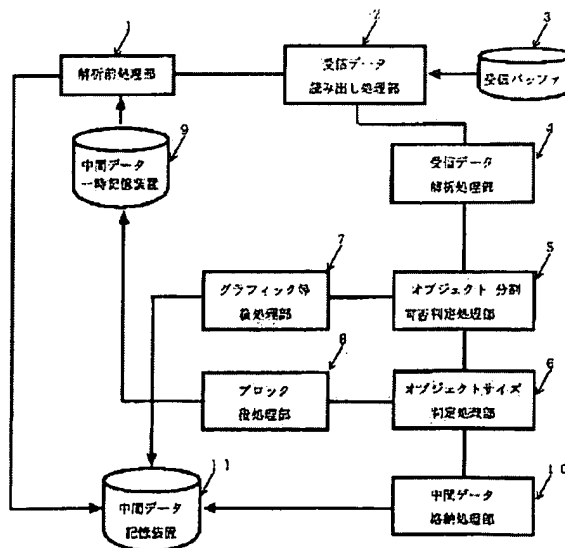 1
解析前処理部
2
受信データ
読み出し処理部
3
受信バッファ
9
中間データ
一時記憶装置
4
受信データ
解析処理部
7
グラフィック等
後処理部
5
オブジェクト分割
可否判定処理部
8
ブロック
後処理部
6
オブジェクトサイズ
判定処理部
11
中間データ
記憶装置
10
中間データ
格納処理部